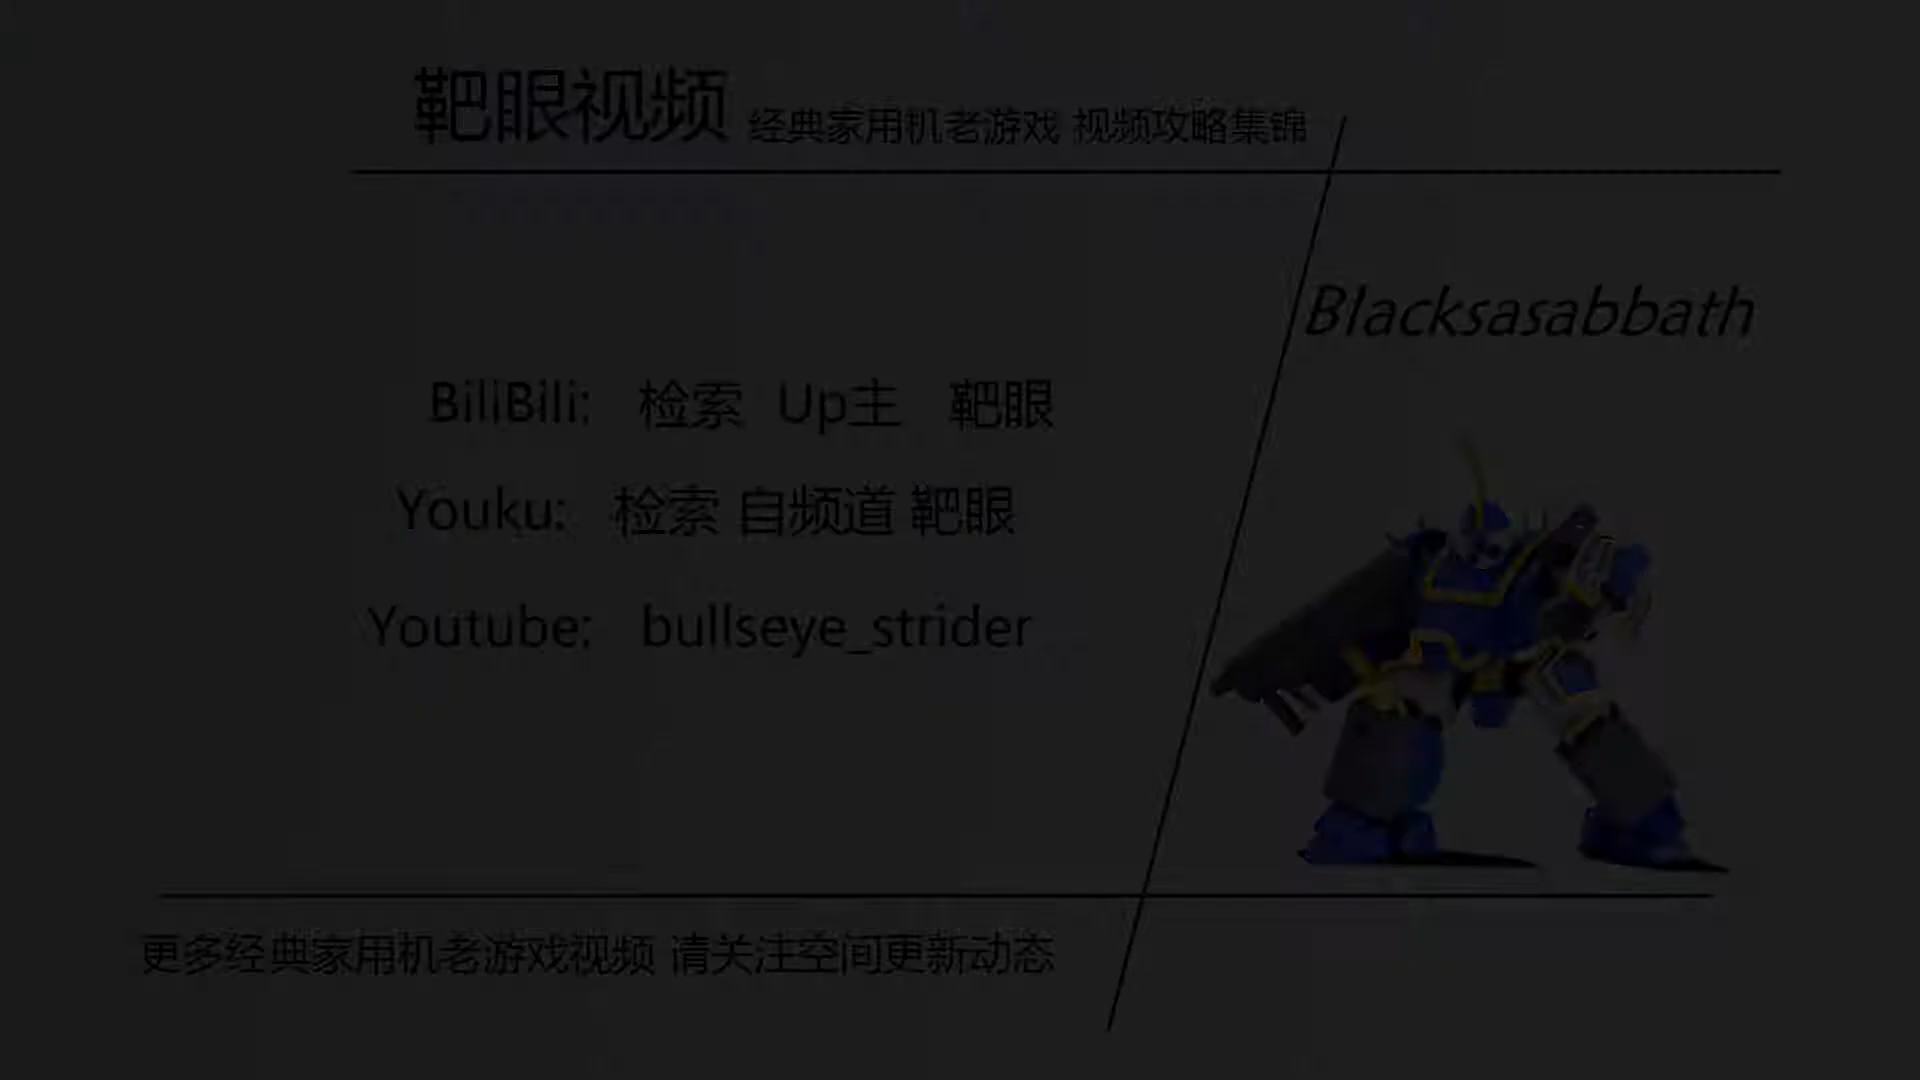 靶眼视频 经典家用机老游戏 视频攻略集锦
Blacksasabbath
BiliBili: 检索 Up主 靶眼
Youku: 检索 自频道 靶眼
Youtube: bullseye_strider
更多经典家用机老游戏视频 请关注空间更新动态